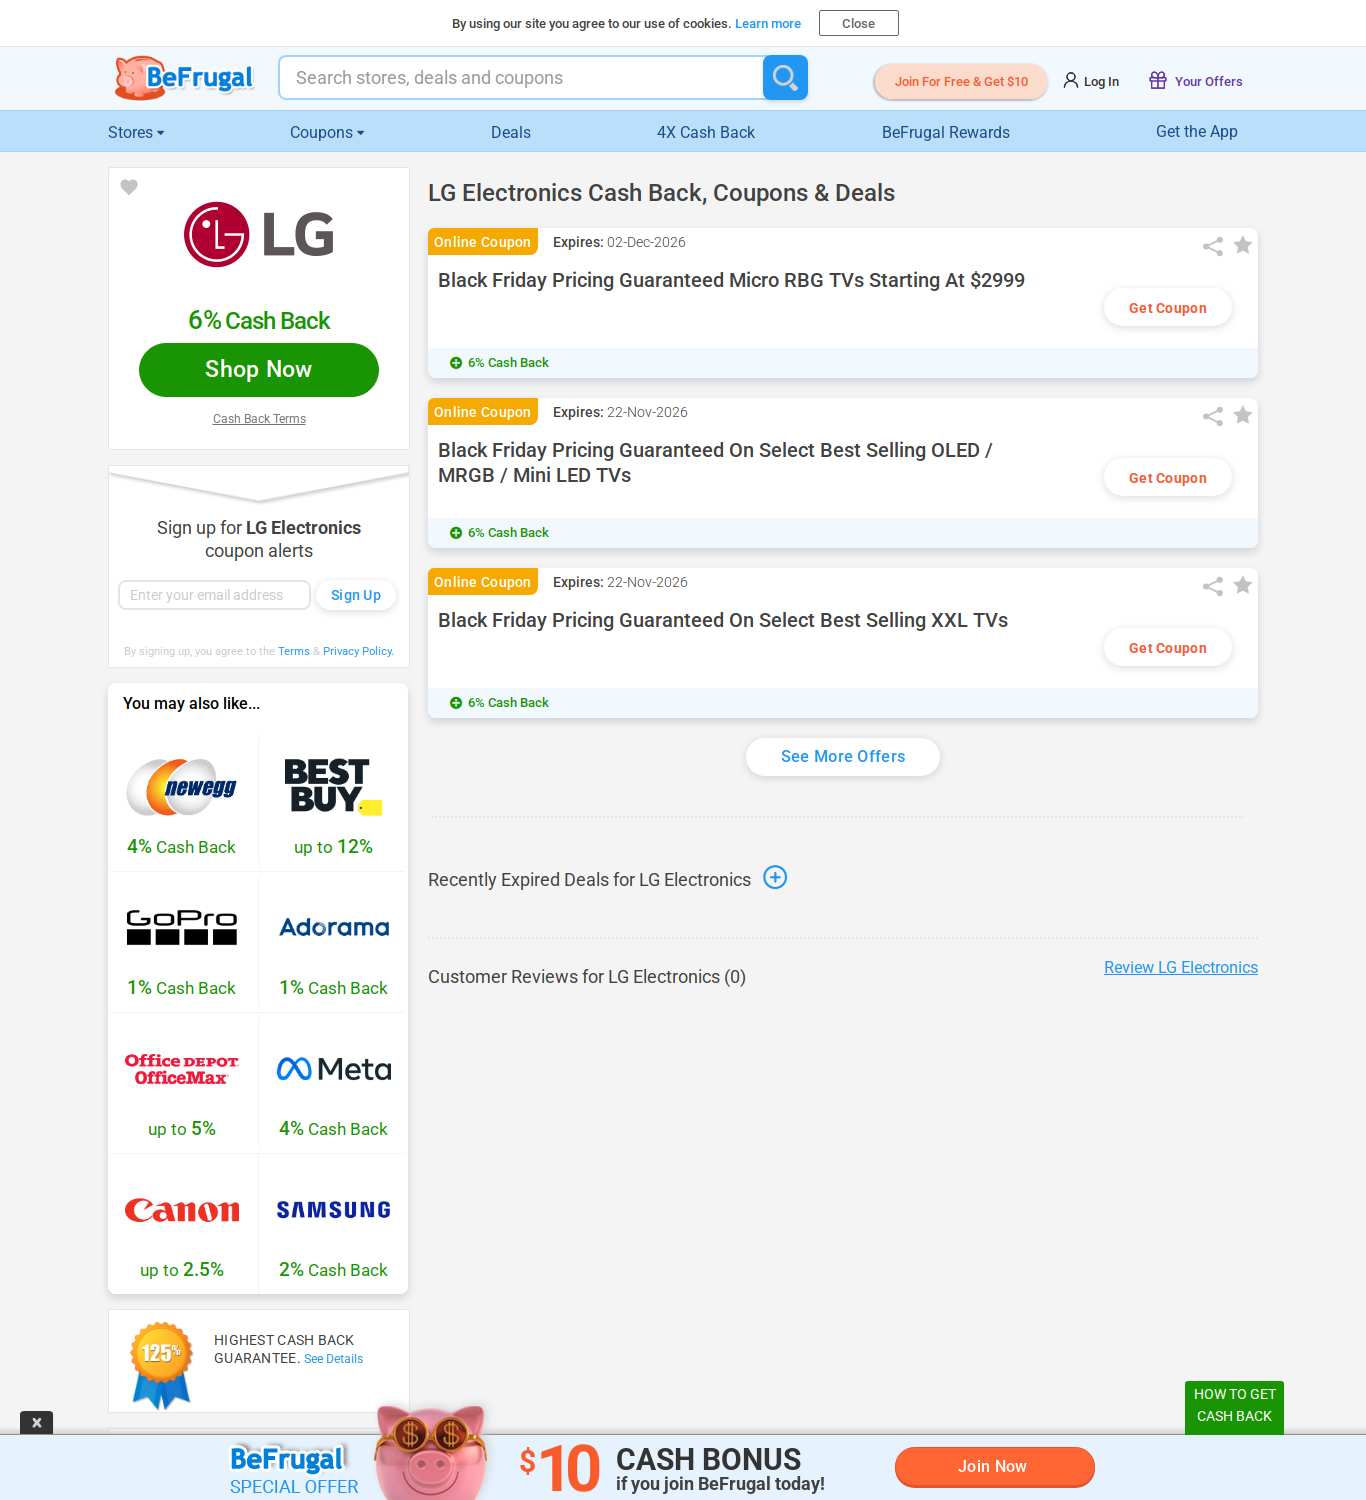 By using our site you agree to our use of cookies. Learn more Close
BeFrugal
Search stores, deals and coupons
Join For Free & Get $10
Log In
Your Offers
Stores
Coupons
Deals
4X Cash Back
BeFrugal Rewards
Get the App
LG
6% Cash Back
Shop Now
Cash Back Terms
Sign up for LG Electronics
coupon alerts
Enter your email address
Sign Up
By signing up, you agree to the Terms & Privacy Policy.
You may also like...
newegg
4% Cash Back
BEST
BUY
up to 12%
GoPro
1% Cash Back
Adorama
1% Cash Back
Office DEPOT
OfficeMax
up to 5%
Meta
4% Cash Back
Canon
up to 2.5%
SAMSUNG
2% Cash Back
125%
HIGHEST CASH BACK
GUARANTEE. See Details
LG Electronics Cash Back, Coupons & Deals
Online Coupon
Expires: 02-Dec-2026
Black Friday Pricing Guaranteed Micro RBG TVs Starting At $2999
Get Coupon
6% Cash Back
Online Coupon
Expires: 22-Nov-2026
Black Friday Pricing Guaranteed On Select Best Selling OLED /
MRGB / Mini LED TVs
Get Coupon
6% Cash Back
Online Coupon
Expires: 22-Nov-2026
Black Friday Pricing Guaranteed On Select Best Selling XXL TVs
Get Coupon
6% Cash Back
See More Offers
Recently Expired Deals for LG Electronics
Customer Reviews for LG Electronics (0)
Review LG Electronics
HOW TO GET
CASH BACK
x
BeFrugal
SPECIAL OFFER
$10
CASH BONUS
if you join BeFrugal today!
Join Now